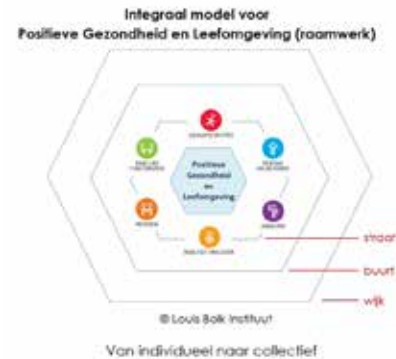 Integraal model voor
Positieve Gezondheid en Leefomgeving (raamwerk)
Positieve
Gezondheid
en
Leefomgeving
straat
buurt
wijk
© Louis Bolk Instituut
Van individueel naar collectief